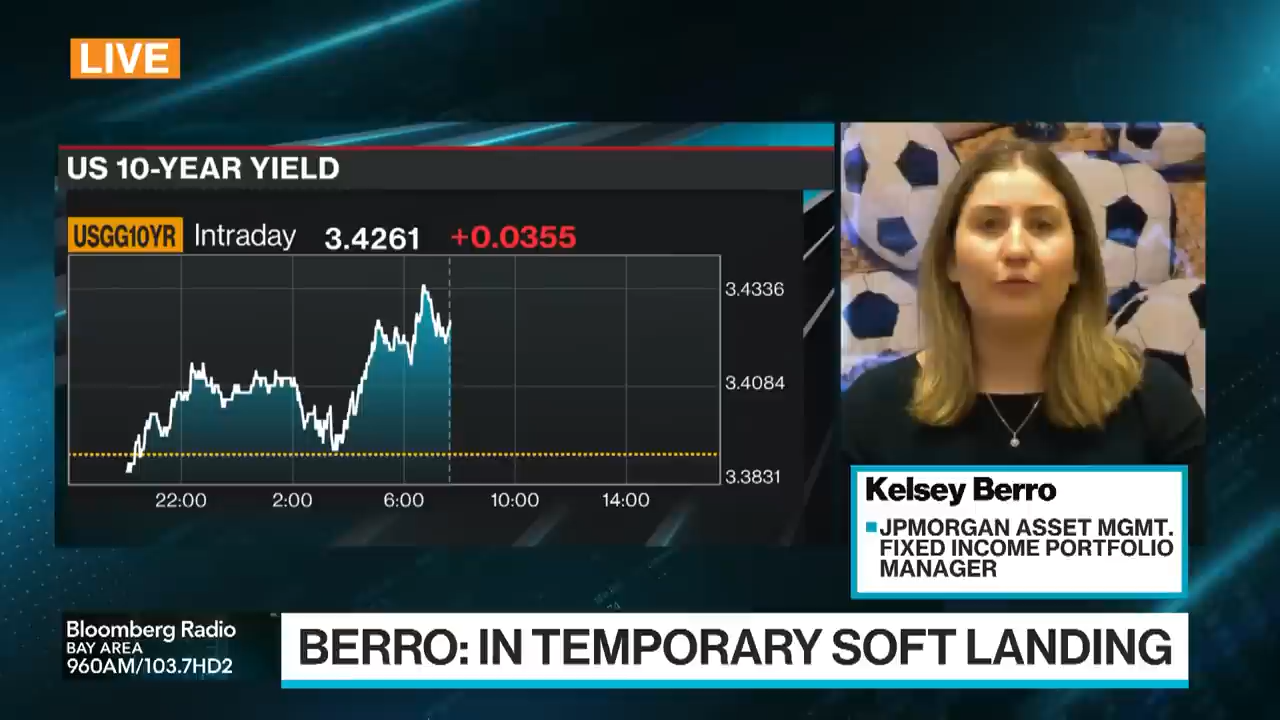 LIVE
US 10-YEAR YIELD
USGG10YR Intraday 3.4261 +0.0355
3.4336
3.4084
3.3831
22:00 2:00 6:00 10:00 14:00
Kelsey Berro
JPMORGAN ASSET MGMT.
FIXED INCOME PORTFOLIO
MANAGER
Bloomberg Radio
BAY AREA
960AM/103.7HD2
BERRO: IN TEMPORARY SOFT LANDING